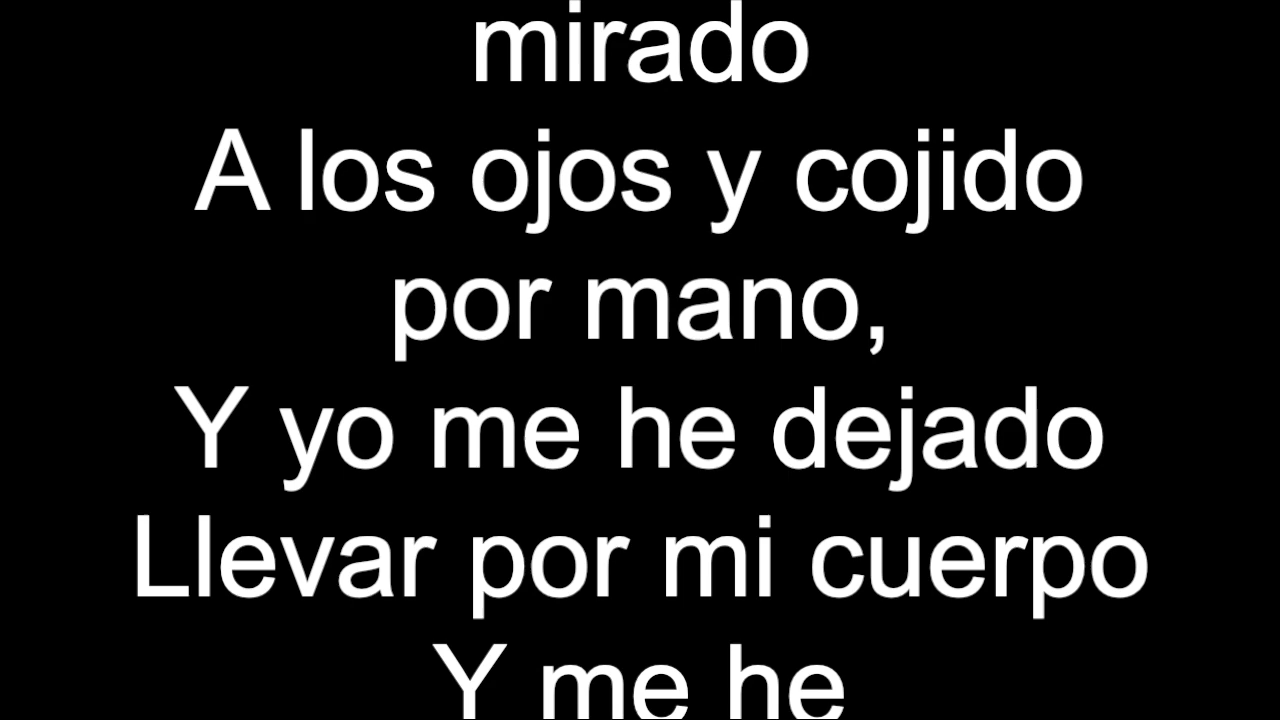 mirado
A los ojos y cojido
por mano,
Y yo me he dejado
Llevar por mi cuerpo
Y me he